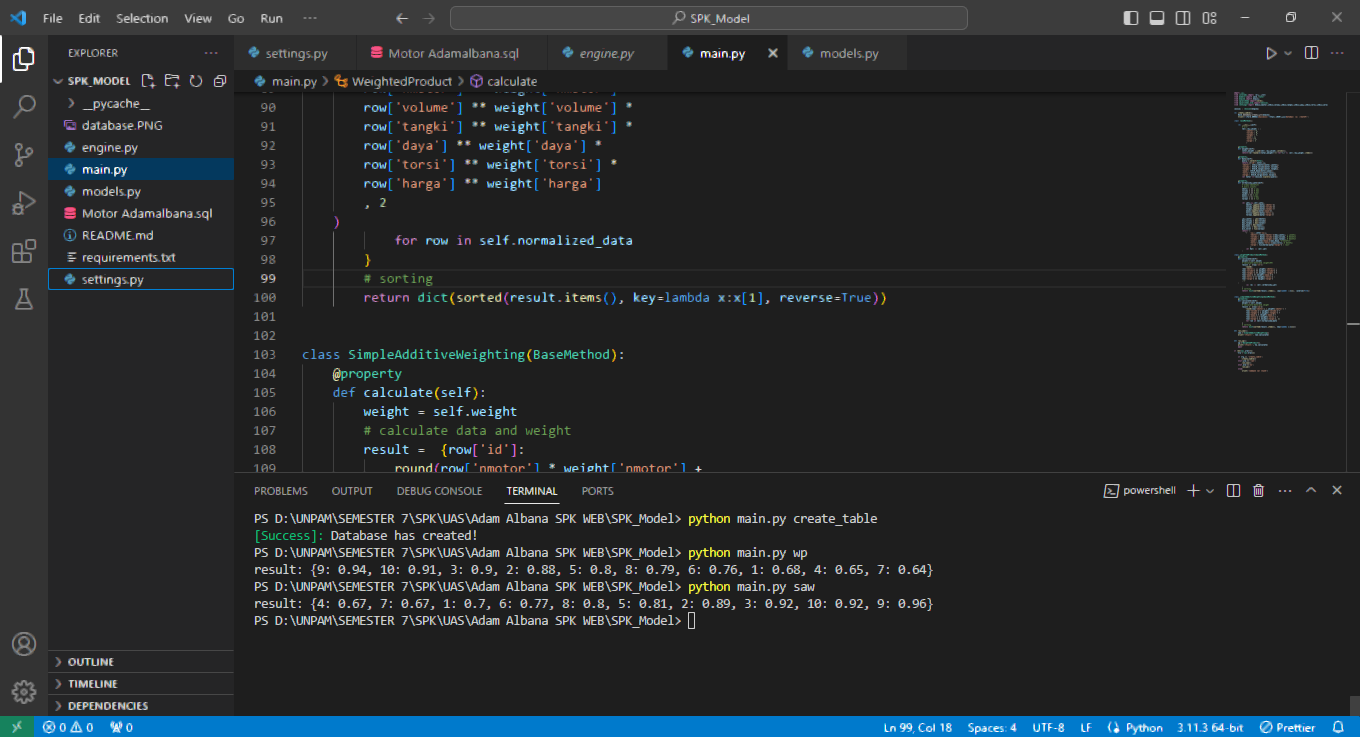 File Edit Selection View Go Run ··· SPK_Model
EXPLORER ···
SPK_MODEL
__pycache__
database.PNG
engine.py
main.py
models.py
Motor Adamalbana.sql
README.md
requirements.txt
settings.py
OUTLINE
TIMELINE
DEPENDENCIES
settings.py Motor Adamalbana.sql engine.py main.py models.py
main.py > WeightedProduct > calculate
90 row['volume'] ** weight['volume'] *
91 row['tangki'] ** weight['tangki'] *
92 row['daya'] ** weight['daya'] *
93 row['torsi'] ** weight['torsi'] *
94 row['harga'] ** weight['harga']
95 , 2
96 )
97 for row in self.normalized_data
98 }
99 # sorting
100 return dict(sorted(result.items(), key=lambda x:x[1], reverse=True))
101
102
103 class SimpleAdditiveWeighting(BaseMethod):
104 @property
105 def calculate(self):
106 weight = self.weight
107 # calculate data and weight
108 result =  {row['id']:
109 round(row['nmotor'] * weight['nmotor'] +
PROBLEMS OUTPUT DEBUG CONSOLE TERMINAL PORTS powershell
PS D:\UNPAM\SEMESTER 7\SPK\UAS\Adam Albana SPK WEB\SPK_Model> python main.py create_table
[Success]: Database has created!
PS D:\UNPAM\SEMESTER 7\SPK\UAS\Adam Albana SPK WEB\SPK_Model> python main.py wp
result: {9: 0.94, 10: 0.91, 3: 0.9, 2: 0.88, 5: 0.8, 8: 0.79, 6: 0.76, 1: 0.68, 4: 0.65, 7: 0.64}
PS D:\UNPAM\SEMESTER 7\SPK\UAS\Adam Albana SPK WEB\SPK_Model> python main.py saw
result: {4: 0.67, 7: 0.67, 1: 0.7, 6: 0.77, 8: 0.8, 5: 0.81, 2: 0.89, 3: 0.92, 10: 0.92, 9: 0.96}
PS D:\UNPAM\SEMESTER 7\SPK\UAS\Adam Albana SPK WEB\SPK_Model>
0 0 0 Ln 99, Col 18 Spaces: 4 UTF-8 LF Python 3.11.3 64-bit Prettier